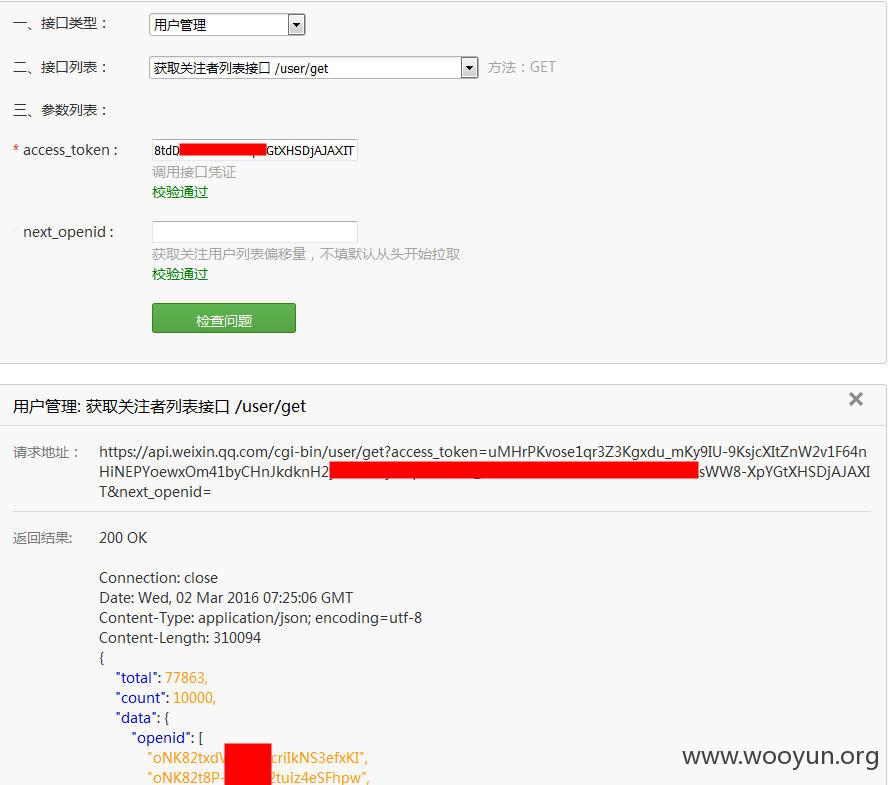 一、接口类型： 用户管理
二、接口列表： 获取关注者列表接口 /user/get 方法：GET
三、参数列表：
* access_token： 8tdD GtXHSDjAJAXIT
调用接口凭证
校验通过
next_openid：
获取关注用户列表偏移量，不填默认从头开始拉取
校验通过
检查问题
用户管理: 获取关注者列表接口 /user/get
请求地址： https://api.weixin.qq.com/cgi-bin/user/get?access_token=uMHrPKvose1qr3Z3Kgxdu_mKy9IU-9KsjcXItZnW2v1F64n
HiNEPYoewxOm41byCHnJkdknH2 sWW8-XpYGtXHSDjAJAXI
T&next_openid=
返回结果: 200 OK
Connection: close
Date: Wed, 02 Mar 2016 07:25:06 GMT
Content-Type: application/json; encoding=utf-8
Content-Length: 310094
{
"total": 77863,
"count": 10000,
"data": {
"openid": [
"oNK82txdV criIkNS3efxKI",
"oNK82t8P- 2tuiz4eSFhpw",
www.wooyun.org